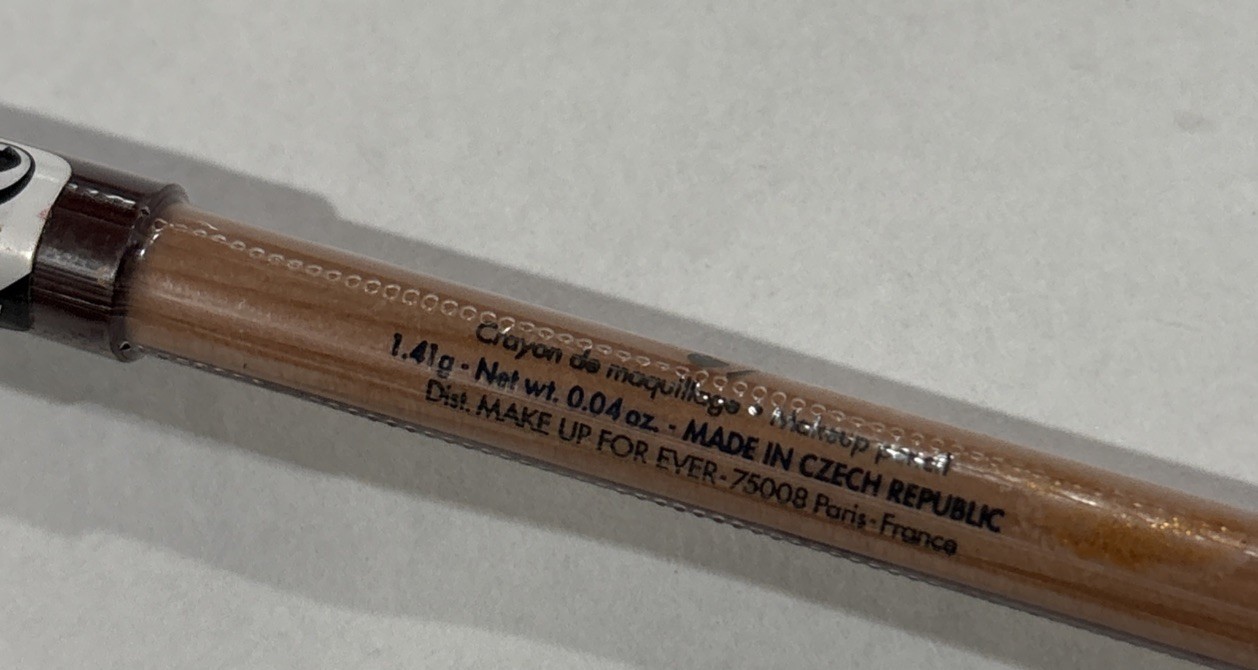 Crayon de maquillage • Makeup pencil
1.41g - Net wt. 0.04 oz. - MADE IN CZECH REPUBLIC
Dist. MAKE UP FOR EVER-75008 Paris-France